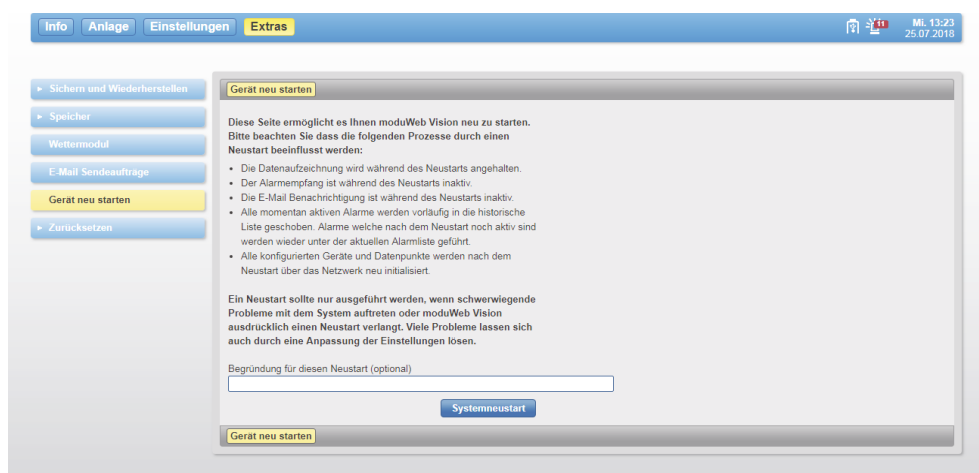 Info Anlage Einstellungen Extras
11
Mi. 13:23
25.07.2018
Sichern und Wiederherstellen
Speicher
Wettermodul
E-Mail Sendeaufträge
Gerät neu starten
Zurücksetzen
Gerät neu starten
Diese Seite ermöglicht es Ihnen moduWeb Vision neu zu starten.
Bitte beachten Sie dass die folgenden Prozesse durch einen
Neustart beeinflusst werden:
• Die Datenaufzeichnung wird während des Neustarts angehalten.
• Der Alarmempfang ist während des Neustarts inaktiv.
• Die E-Mail Benachrichtigung ist während des Neustarts inaktiv.
• Alle momentan aktiven Alarme werden vorläufig in die historische
Liste geschoben. Alarme welche nach dem Neustart noch aktiv sind
werden wieder unter der aktuellen Alarmliste geführt.
• Alle konfigurierten Geräte und Datenpunkte werden nach dem
Neustart über das Netzwerk neu initialisiert.
Ein Neustart sollte nur ausgeführt werden, wenn schwerwiegende
Probleme mit dem System auftreten oder moduWeb Vision
ausdrücklich einen Neustart verlangt. Viele Probleme lassen sich
auch durch eine Anpassung der Einstellungen lösen.
Begründung für diesen Neustart (optional)
Systemneustart
Gerät neu starten